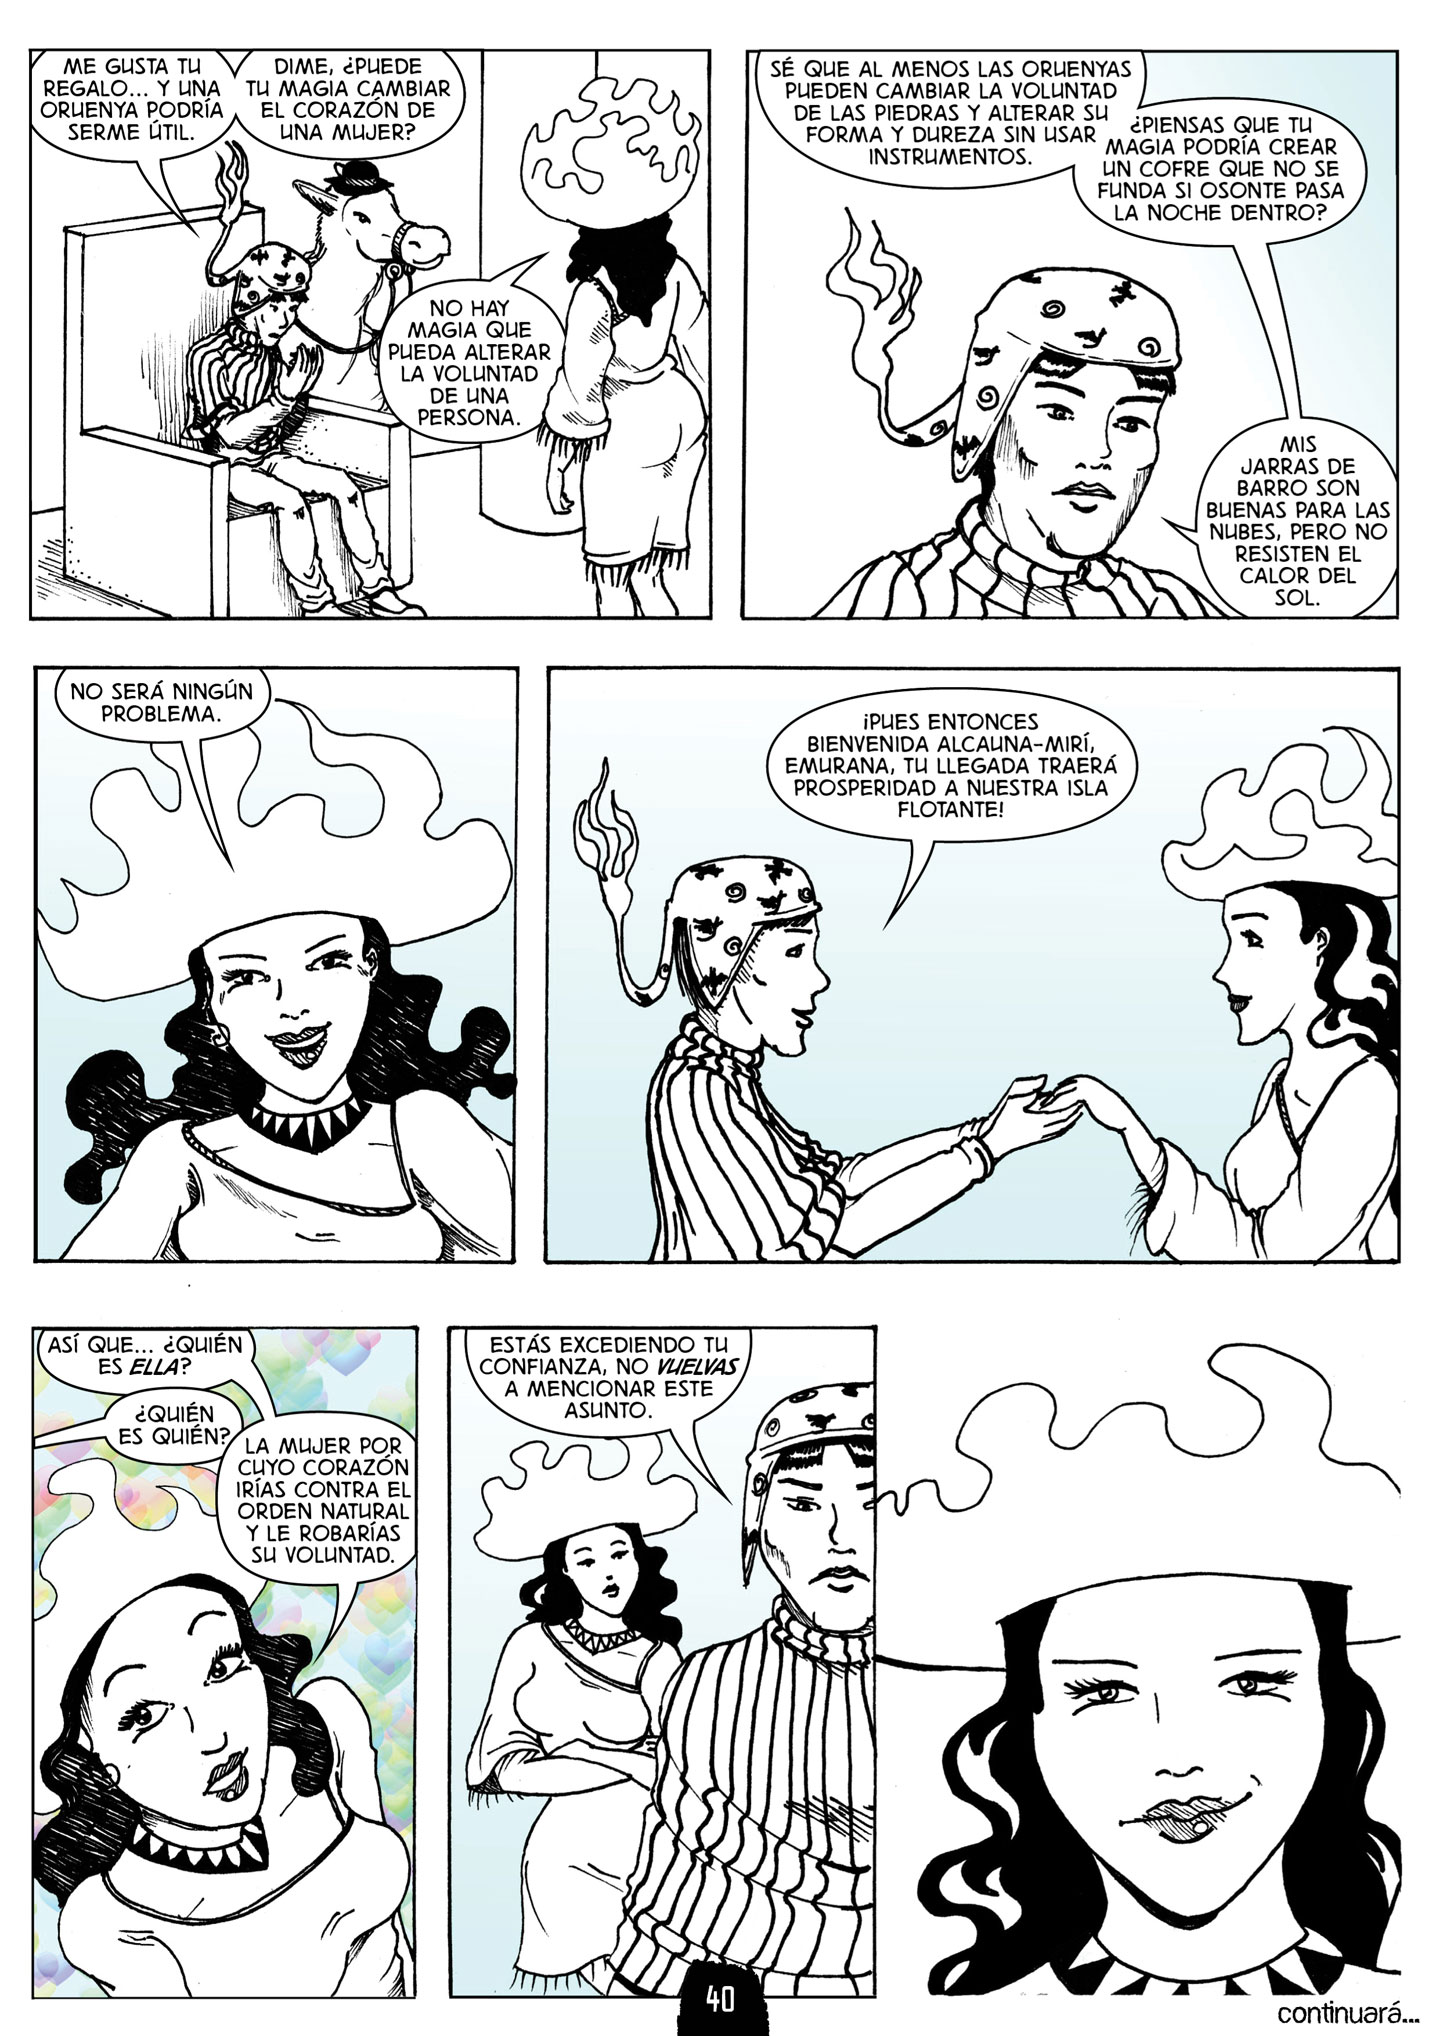 ME GUSTA TU
REGALO... Y UNA
ORUENYA PODRÍA
SERME ÚTIL.
DIME, ¿PUEDE
TU MAGIA CAMBIAR
EL CORAZÓN DE
UNA MUJER?
NO HAY
MAGIA QUE
PUEDA ALTERAR
LA VOLUNTAD
DE UNA
PERSONA.
SÉ QUE AL MENOS LAS ORUENYAS
PUEDEN CAMBIAR LA VOLUNTAD
DE LAS PIEDRAS Y ALTERAR SU
FORMA Y DUREZA SIN USAR
INSTRUMENTOS.
¿PIENSAS QUE TU
MAGIA PODRÍA CREAR
UN COFRE QUE NO SE
FUNDA SI OSONTE PASA
LA NOCHE DENTRO?
MIS
JARRAS DE
BARRO SON
BUENAS PARA LAS
NUBES, PERO NO
RESISTEN EL
CALOR DEL
SOL.
NO SERÁ NINGÚN
PROBLEMA.
¡PUES ENTONCES
BIENVENIDA ALCAUNA-MIRÍ,
EMURANA, TU LLEGADA TRAERÁ
PROSPERIDAD A NUESTRA ISLA
FLOTANTE!
ASÍ QUE... ¿QUIÉN
ES ELLA?
¿QUIÉN
ES QUIÉN?
LA MUJER POR
CUYO CORAZÓN
IRÍAS CONTRA EL
ORDEN NATURAL
Y LE ROBARÍAS
SU VOLUNTAD.
ESTÁS EXCEDIENDO TU
CONFIANZA, NO VUELVAS
A MENCIONAR ESTE
ASUNTO.
40
continuará...